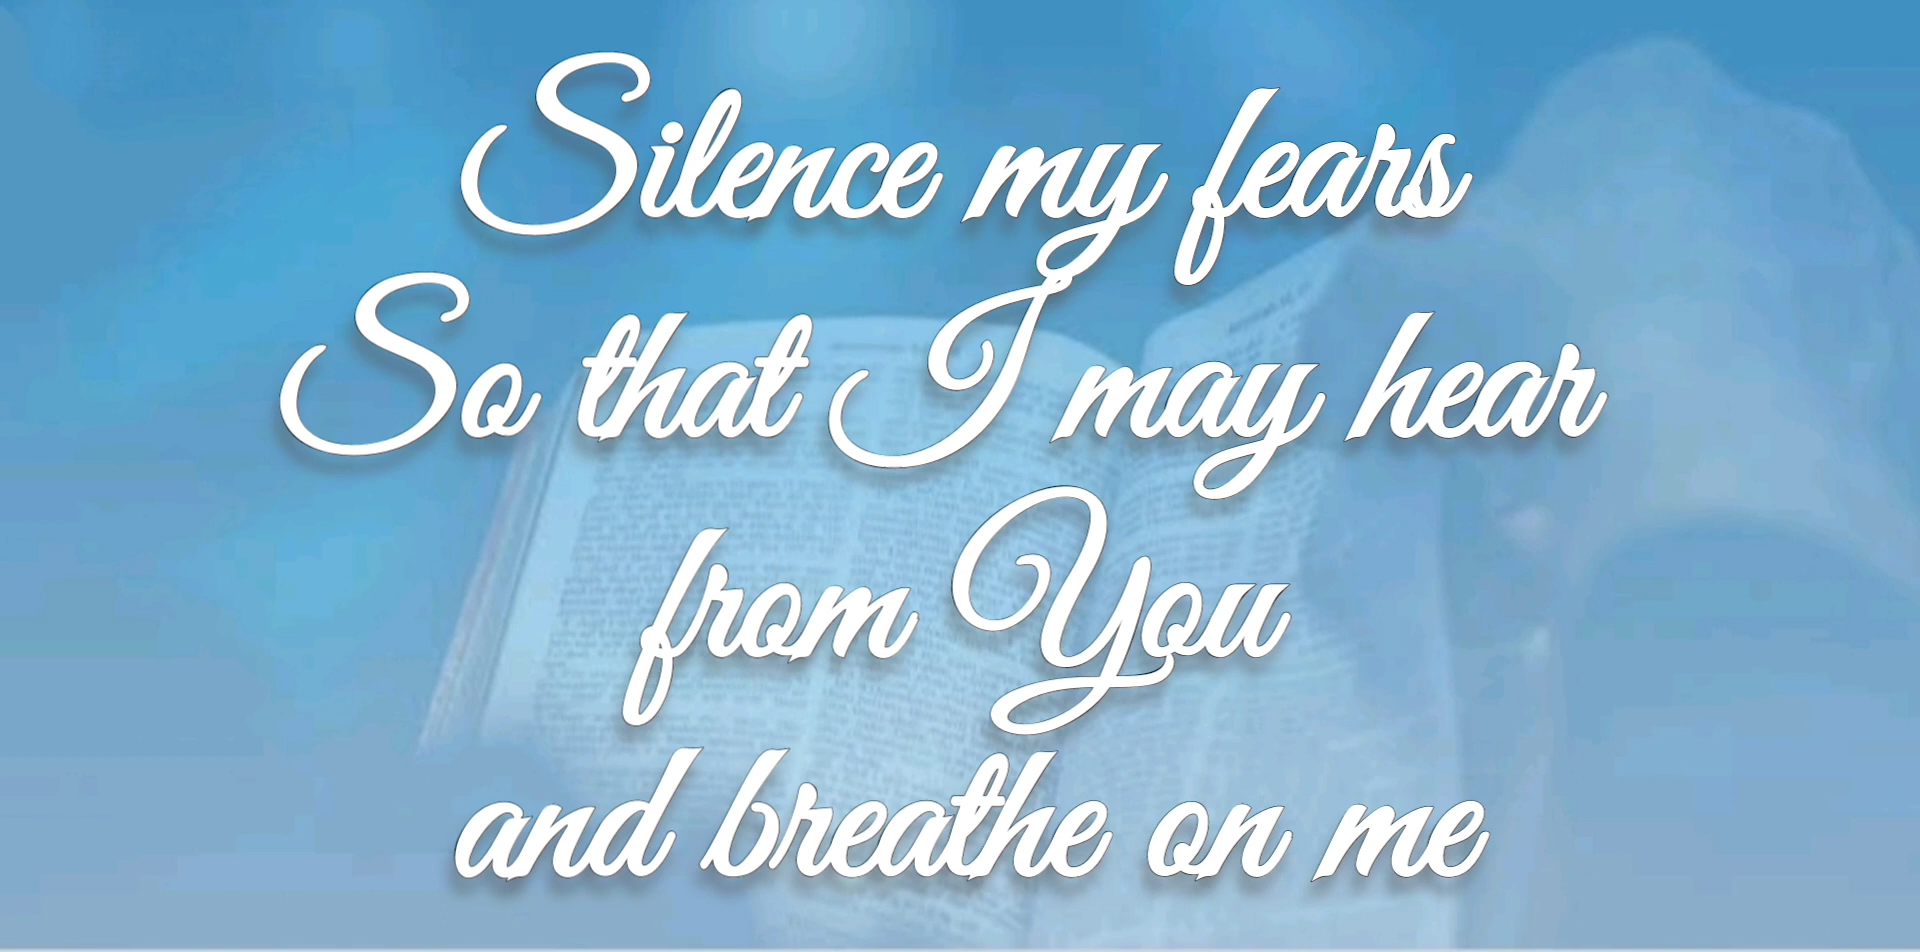 Silence my fears
So that I may hear
from You
and breathe on me